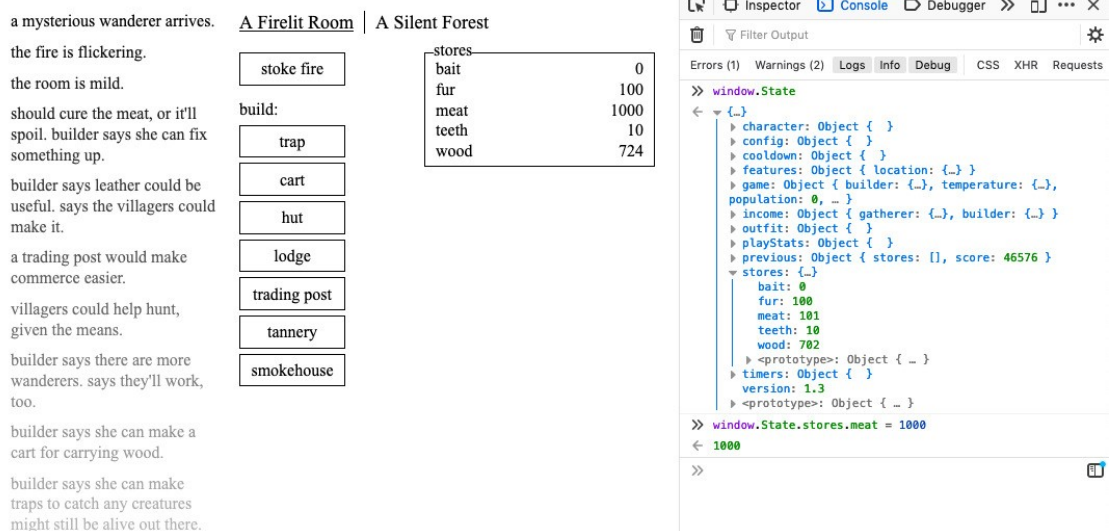 a mysterious wanderer arrives.
the fire is flickering.
the room is mild.
should cure the meat, or it'll
spoil. builder says she can fix
something up.
builder says leather could be
useful. says the villagers could
make it.
a trading post would make
commerce easier.
villagers could help hunt,
given the means.
builder says there are more
wanderers. says they'll work,
too.
builder says she can make a
cart for carrying wood.
builder says she can make
traps to catch any creatures
might still be alive out there.
A Firelit Room | A Silent Forest
stoke fire
build:
trap
cart
hut
lodge
trading post
tannery
smokehouse
stores
bait 0
fur 100
meat 1000
teeth 10
wood 724
Inspector Console Debugger
Filter Output
Errors (1) Warnings (2) Logs Info Debug CSS XHR Requests
window.State
{…}
character: Object { }
config: Object { }
cooldown: Object { }
features: Object { location: {…} }
game: Object { builder: {…}, temperature: {…},
population: 0, … }
income: Object { gatherer: {…}, builder: {…} }
outfit: Object { }
playStats: Object { }
previous: Object { stores: [], score: 46576 }
stores: {…}
bait: 0
fur: 100
meat: 101
teeth: 10
wood: 702
<prototype>: Object { … }
timers: Object { }
version: 1.3
<prototype>: Object { … }
window.State.stores.meat = 1000
1000